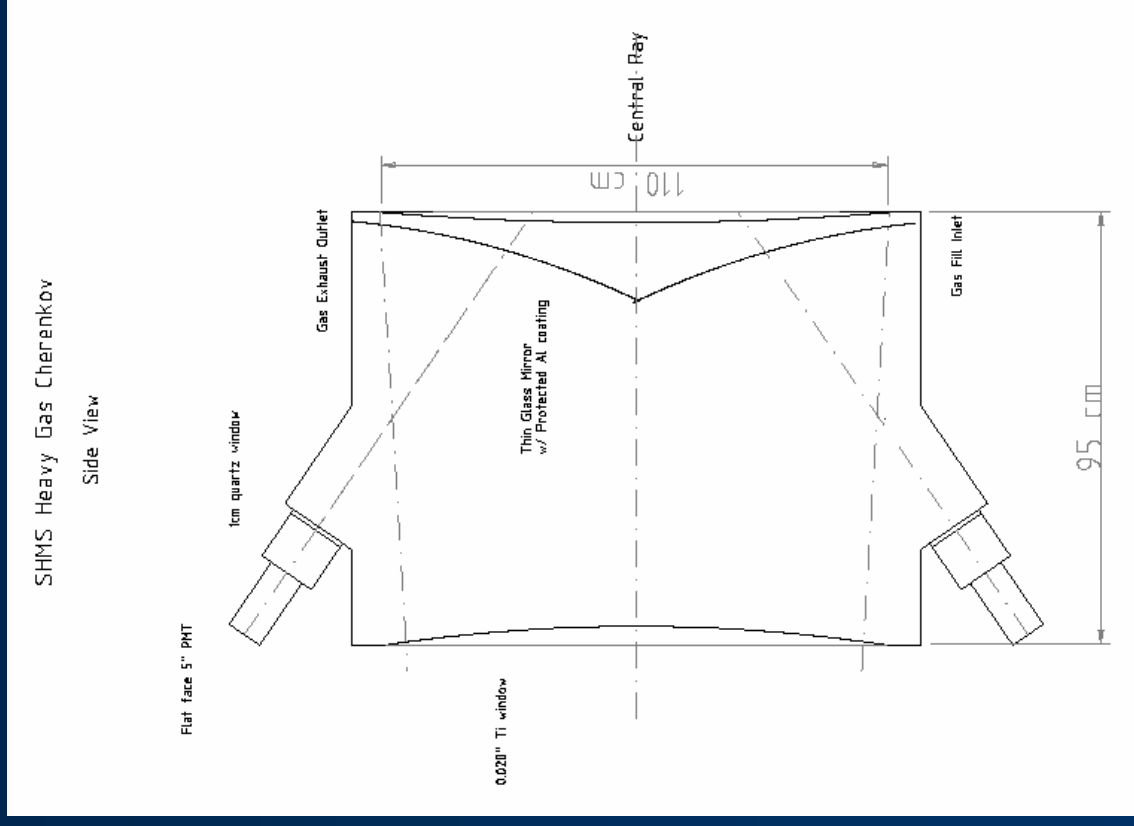 SHMS Heavy Gas Cherenkov
Side View
Flat face 5" PMT
1cm quartz window
Gas Exhaust Outlet
0.020" Ti window
Thin Glass Mirror
w/ Protected Al coating
Central Ray
110 cm
Gas Fill Inlet
95 cm